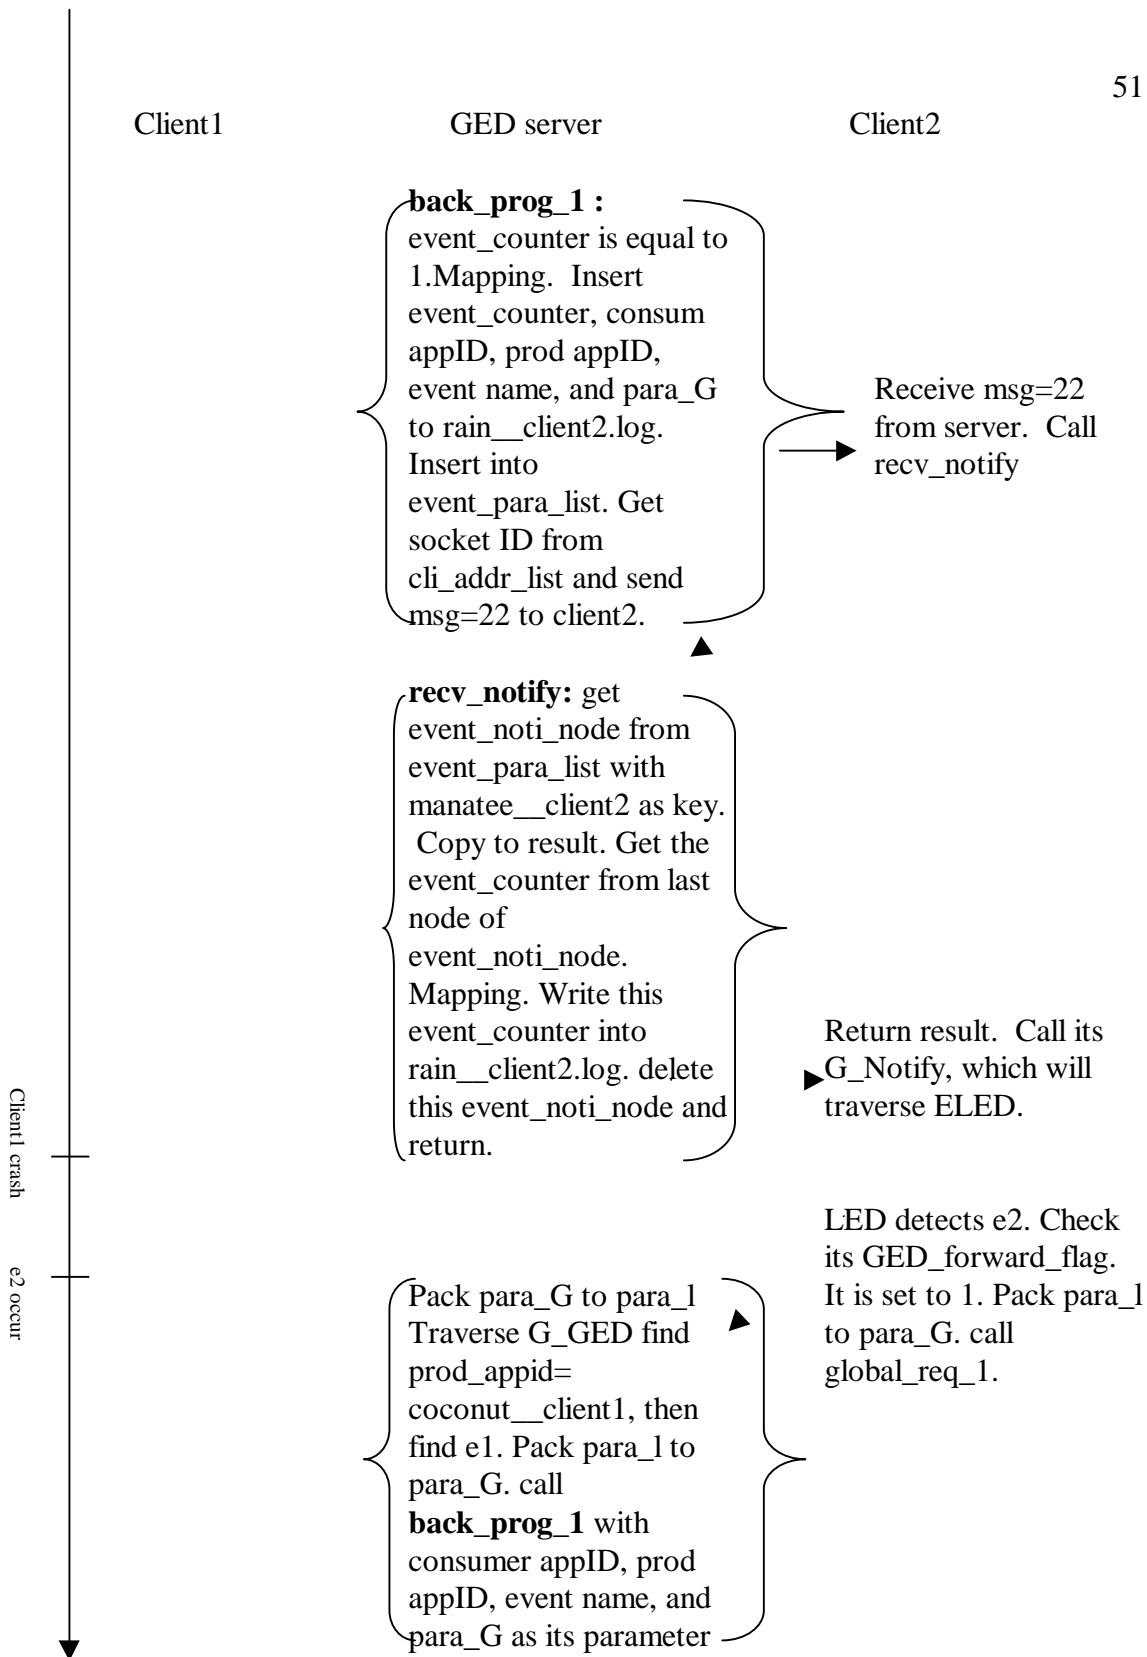 51
Client1 GED server Client2
back_prog_1 :
event_counter is equal to
1.Mapping. Insert
event_counter, consum
appID, prod appID,
event name, and para_G
to rain__client2.log.
Insert into
event_para_list. Get
socket ID from
cli_addr_list and send
msg=22 to client2.
Receive msg=22
from server. Call
recv_notify
recv_notify: get
event_noti_node from
event_para_list with
manatee__client2 as key.
Copy to result. Get the
event_counter from last
node of
event_noti_node.
Mapping. Write this
event_counter into
rain__client2.log. delete
this event_noti_node and
return.
Return result. Call its
G_Notify, which will
traverse ELED.
Client1 crash
LED detects e2. Check
its GED_forward_flag.
It is set to 1. Pack para_l
to para_G. call
global_req_1.
e2 occur
Pack para_G to para_l
Traverse G_GED find
prod_appid=
coconut__client1, then
find e1. Pack para_l to
para_G. call
back_prog_1 with
consumer appID, prod
appID, event name, and
para_G as its parameter